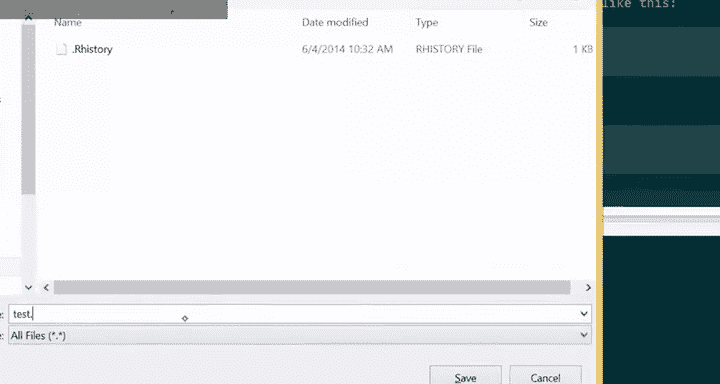 like this:
Name Date modified Type Size
.Rhistory 6/4/2014 10:32 AM RHISTORY File 1 KB
e: test.
e: All Files (*.*)
Save Cancel